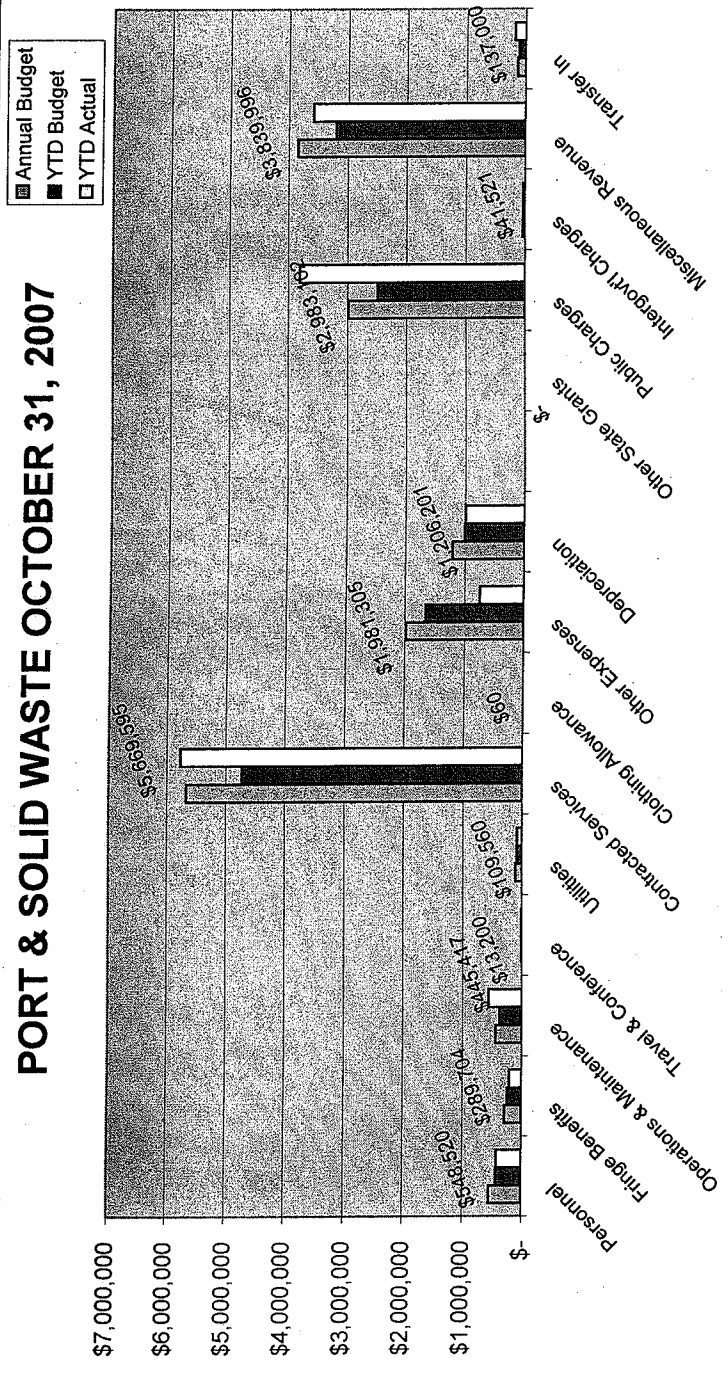 PORT & SOLID WASTE OCTOBER 31, 2007
Annual Budget
YTD Budget
YTD Actual
$7,000,000
$6,000,000
$5,000,000
$4,000,000
$3,000,000
$2,000,000
$1,000,000
$-
$548,520
$289,704
$445,417
$13,200
$109,560
$5,669,595
$60
$1,981,305
$1,206,201
$-
$2,983,162
$41,521
$3,839,996
$137,000
Personnel
Fringe Benefits
Operations & Maintenance
Travel & Conference
Utilities
Contracted Services
Clothing Allowance
Other Expenses
Depreciation
Other State Grants
Public Charges
Intergov't'l Charges
Miscellaneous Revenue
Transfer In